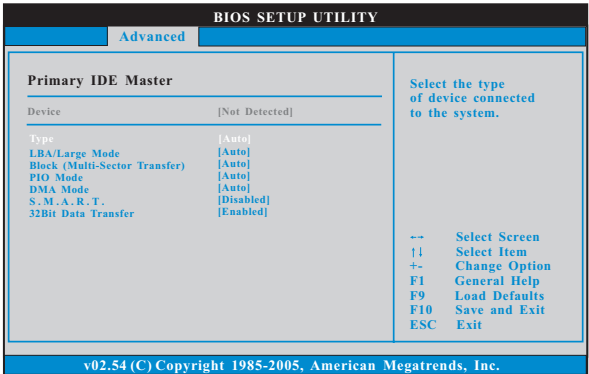 BIOS SETUP UTILITY
Advanced
Primary IDE Master
Device [Not Detected]
Type [Auto]
LBA/Large Mode [Auto]
Block (Multi-Sector Transfer) [Auto]
PIO Mode [Auto]
DMA Mode [Auto]
S.M.A.R.T. [Disabled]
32Bit Data Transfer [Enabled]
Select the type
of device connected
to the system.
←→ Select Screen
↑↓ Select Item
+- Change Option
F1 General Help
F9 Load Defaults
F10 Save and Exit
ESC Exit
v02.54 (C) Copyright 1985-2005, American Megatrends, Inc.